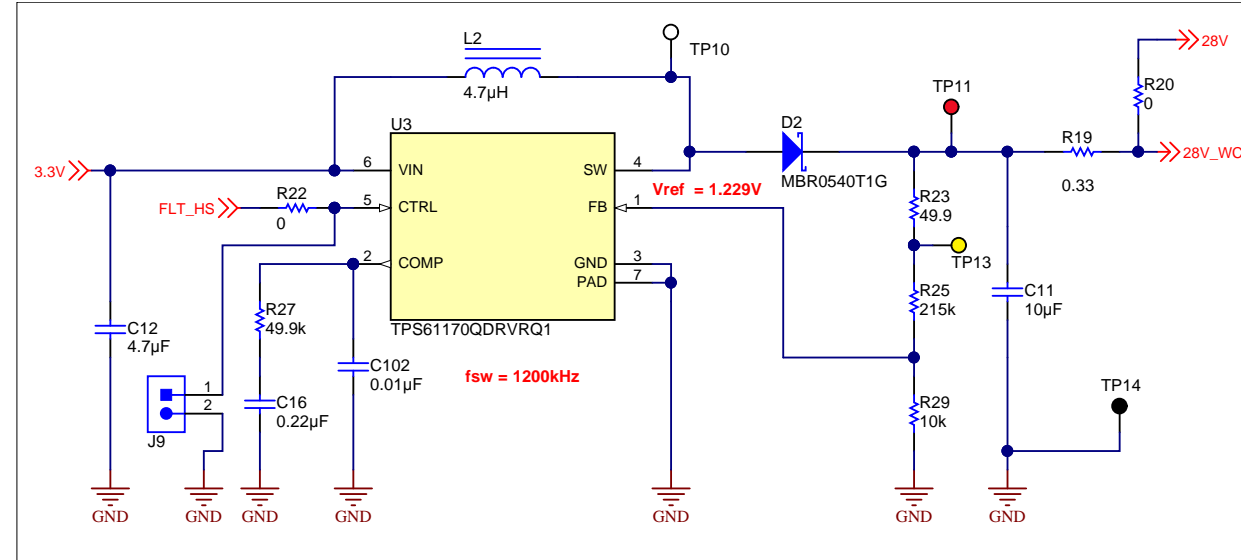 L2
4.7µH
TP10
28V
R20
0
TP11
D2
MBR0540T1G
R19
0.33
28V_WC
3.3V
U3
6
VIN
SW
4
Vref = 1.229V
R22
0
FLT_HS
5
CTRL
FB
1
R23
49.9
TP13
2
COMP
GND
3
PAD
7
R27
49.9k
R25
215k
C11
10µF
TPS61170QDRVRQ1
C12
4.7µF
C102
0.01µF
fsw = 1200kHz
1
2
J9
C16
0.22µF
R29
10k
TP14
GND
GND
GND
GND
GND
GND
GND